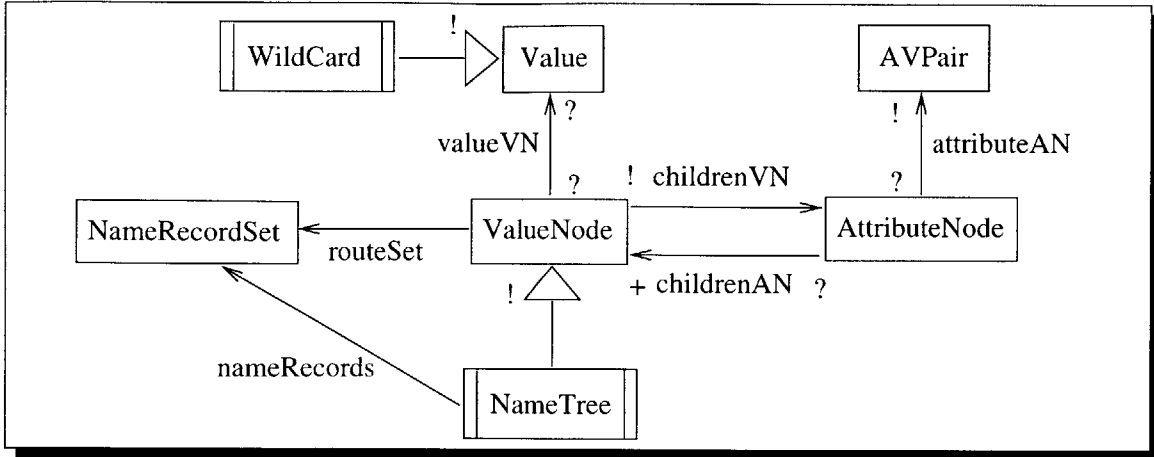 !
WildCard
Value
AVPair
?
!
valueVN
attributeAN
?
! childrenVN
?
NameRecordSet
ValueNode
AttributeNode
routeSet
+ childrenAN ?
!
nameRecords
NameTree